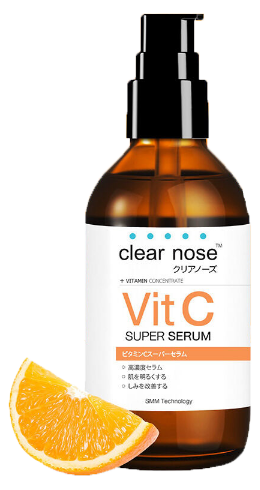 clear nose™
クリアノーズ
+ VITAMIN CONCENTRATE
Vit C
SUPER SERUM
ビタミンCスーパーセラム
○ 高濃度セラム
○ 肌を明るくする
○ しみを改善する
SMM Technology